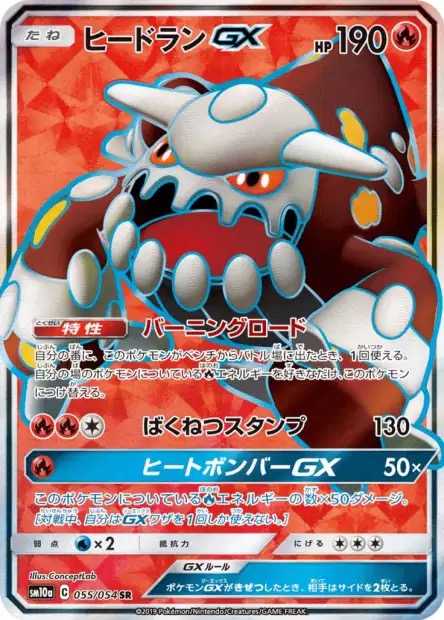 たね ヒードランGX HP190
とくせい
特性 バーニングロード
自分の番に、このポケモンがベンチからバトル場に出たとき、1回使える。
自分の場のポケモンについているエネルギーを好きなだけ、このポケモン
につけ替える。
ばくねつスタンプ 130
ヒートボンバーGX 50×
このポケモンについているエネルギーの数×50ダメージ。
[対戦中、自分はGXワザを1回しか使えない。]
弱点 ×2 抵抗力 にげる
Illus.ConceptLab
GXルール
sm10a C 055/054 SR
ポケモンGXがきぜつしたとき、相手はサイドを2枚とる。
©2019 Pokémon/Nintendo/Creatures/GAME FREAK.